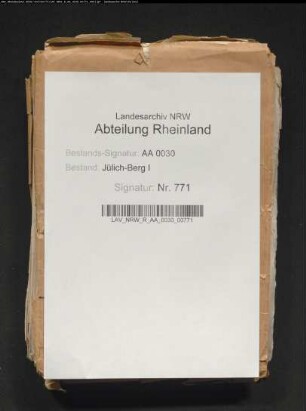 Landesarchiv NRW
Abteilung Rheinland
Bestands-Signatur: AA 0030
Bestand: Jülich-Berg I
Signatur: Nr. 771
LAV_NRW_R_AA_0030_00771